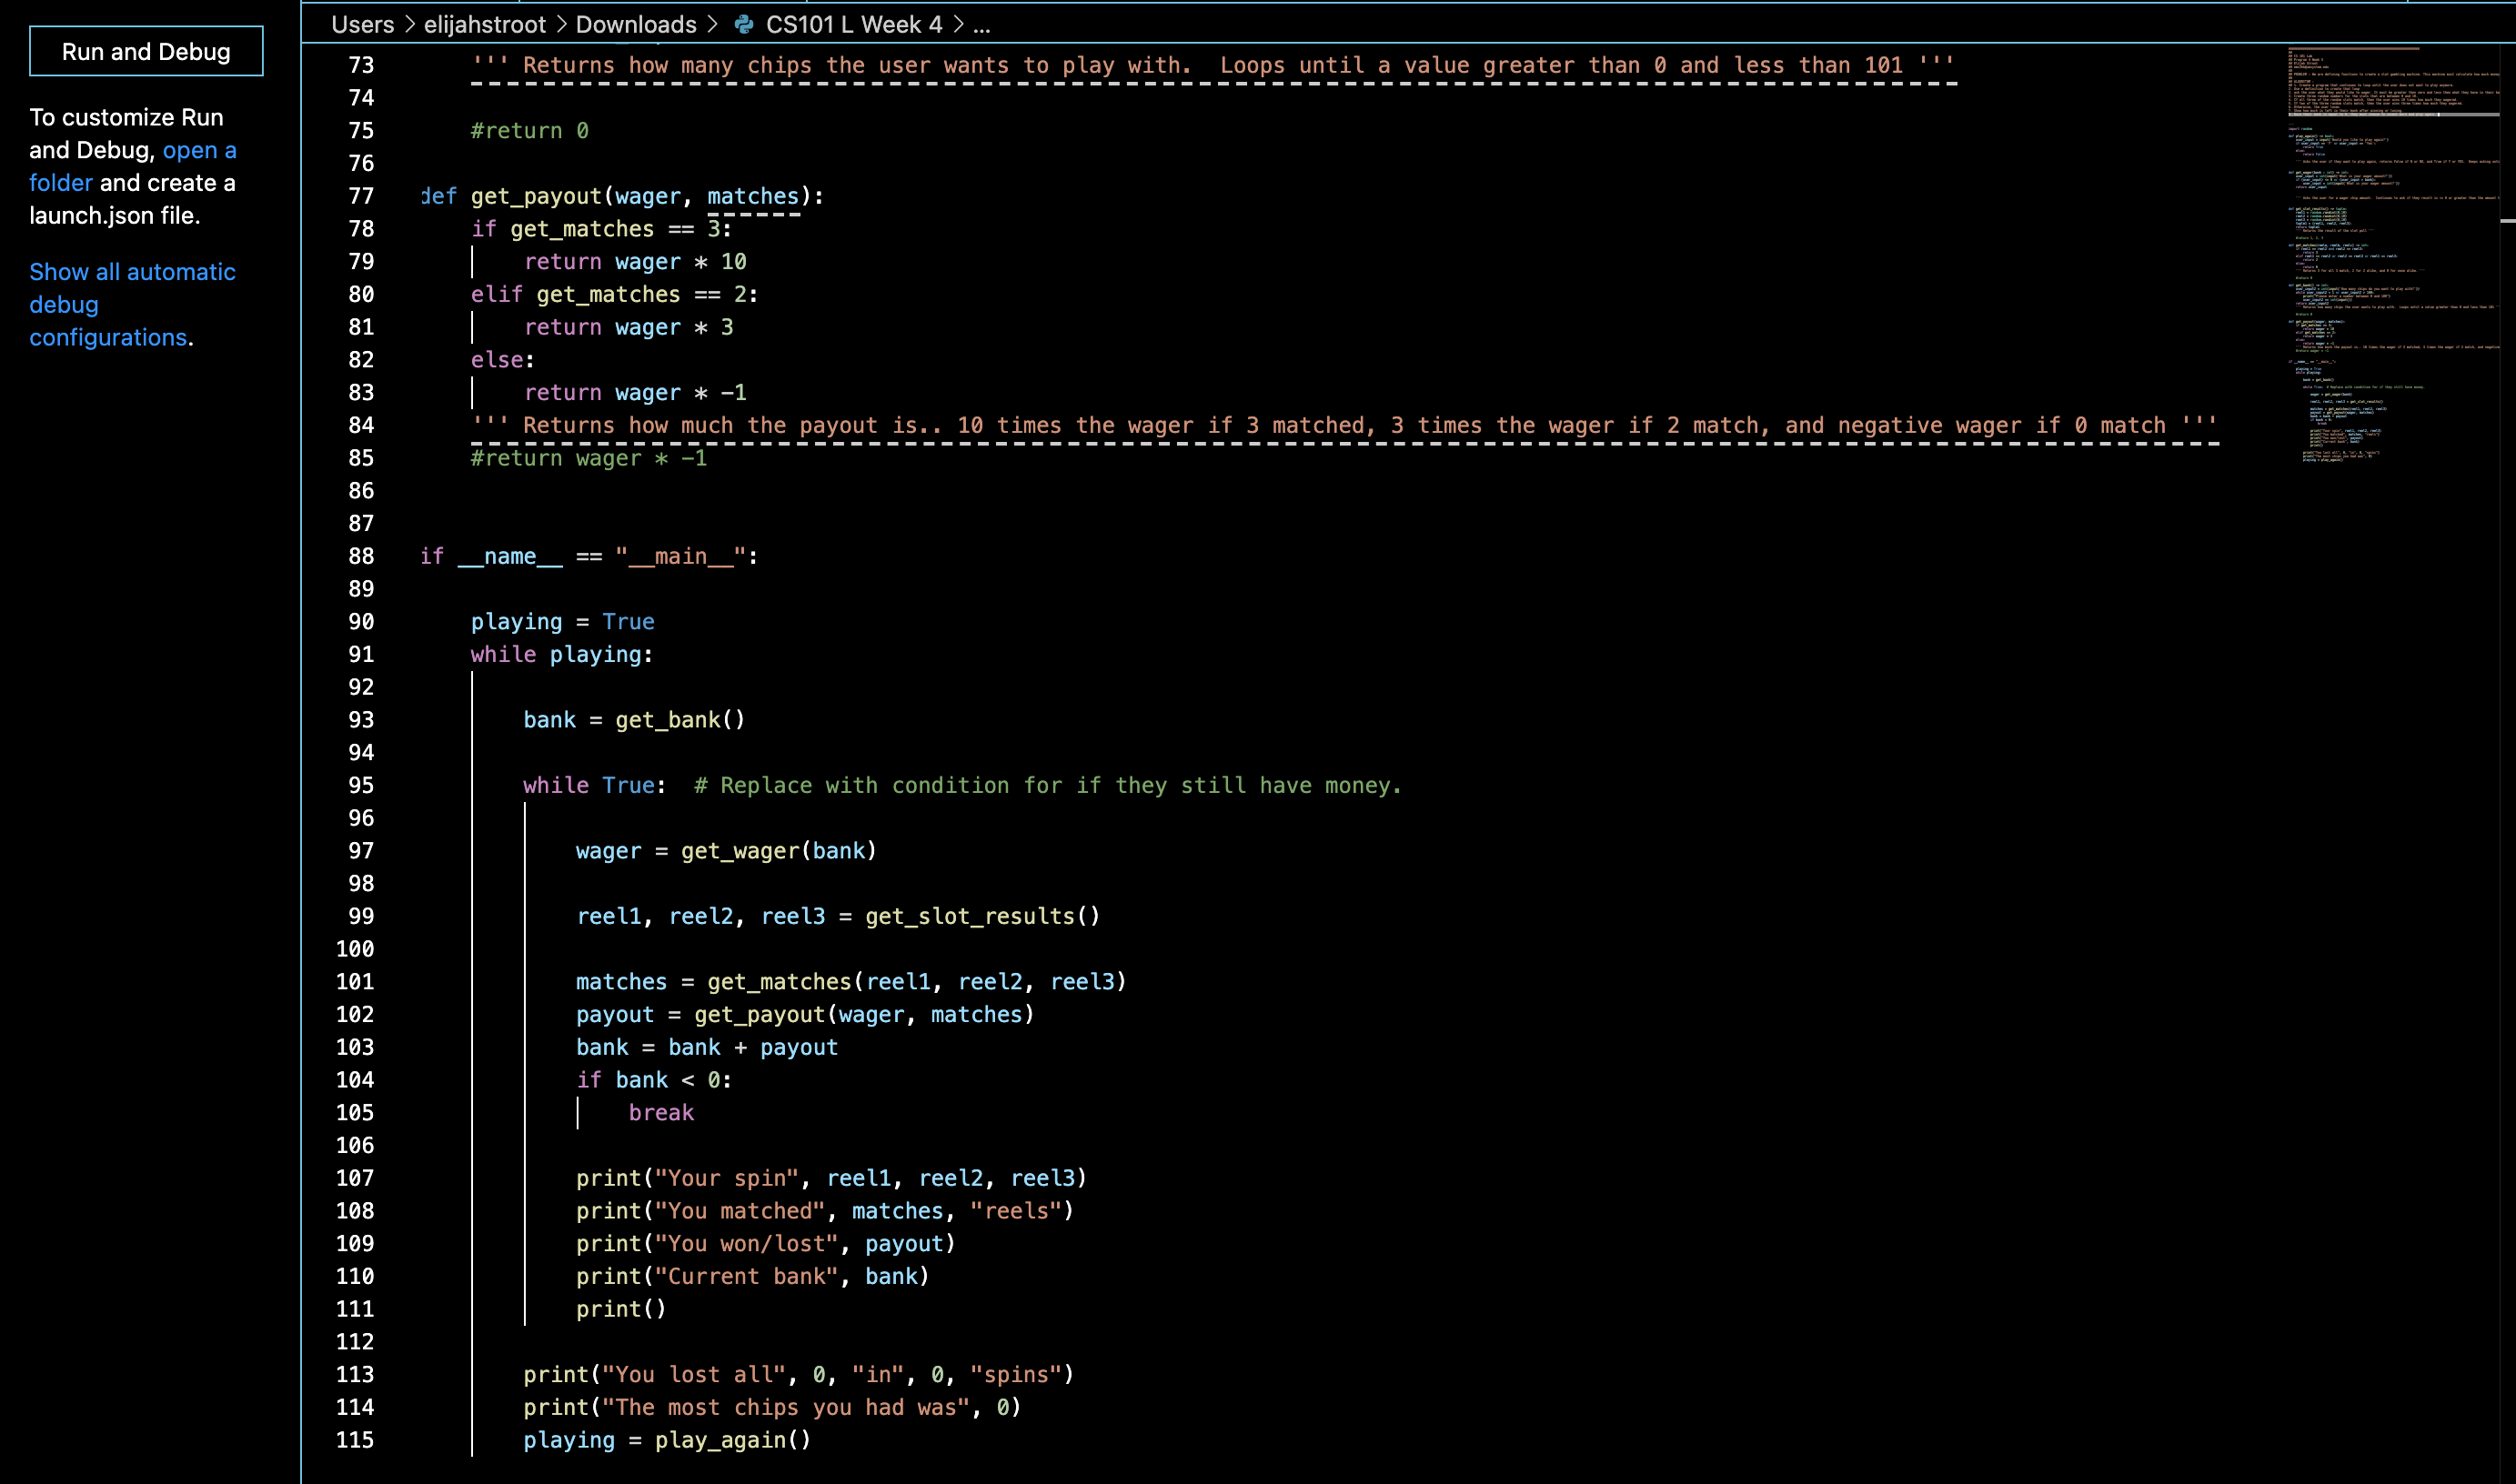 Run and Debug
To customize Run
and Debug, open a
folder and create a
launch.json file.
Show all automatic
debug
configurations.
Users > elijahstroot > Downloads > CS101 L Week 4 > ...
73 ''' Returns how many chips the user wants to play with.  Loops until a value greater than 0 and less than 101 '''
74
75 #return 0
76
77 def get_payout(wager, matches):
78     if get_matches == 3:
79         return wager * 10
80     elif get_matches == 2:
81         return wager * 3
82     else:
83         return wager * -1
84     ''' Returns how much the payout is.. 10 times the wager if 3 matched, 3 times the wager if 2 match, and negative wager if 0 match '''
85     #return wager * -1
86
87
88 if __name__ == "__main__":
89
90     playing = True
91     while playing:
92
93         bank = get_bank()
94
95         while True:  # Replace with condition for if they still have money.
96
97             wager = get_wager(bank)
98
99             reel1, reel2, reel3 = get_slot_results()
100
101             matches = get_matches(reel1, reel2, reel3)
102             payout = get_payout(wager, matches)
103             bank = bank + payout
104             if bank < 0:
105                 break
106
107             print("Your spin", reel1, reel2, reel3)
108             print("You matched", matches, "reels")
109             print("You won/lost", payout)
110             print("Current bank", bank)
111             print()
112
113         print("You lost all", 0, "in", 0, "spins")
114         print("The most chips you had was", 0)
115         playing = play_again()